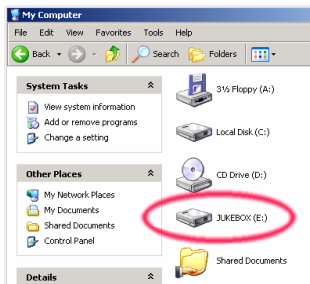 My Computer
File Edit View Favorites Tools Help
Back Search Folders
System Tasks
View system information
Add or remove programs
Change a setting
Other Places
My Network Places
My Documents
Shared Documents
Control Panel
Details
3½ Floppy (A:)
Local Disk (C:)
CD Drive (D:)
JUKEBOX (E:)
Shared Documents